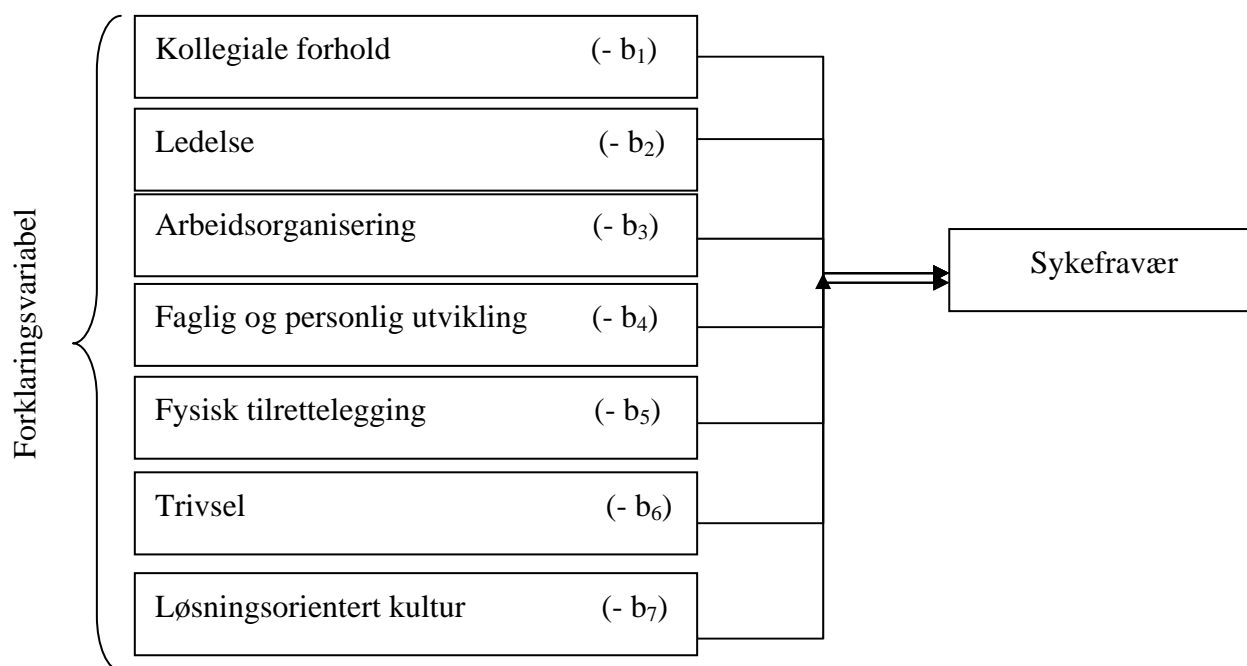 Forklaringsvariabel
Kollegiale forhold (- b₁)
Ledelse (- b₂)
Arbeidsorganisering (- b₃)
Faglig og personlig utvikling (- b₄)
Fysisk tilrettelegging (- b₅)
Trivsel (- b₆)
Løsningsorientert kultur (- b₇)
Sykefravær